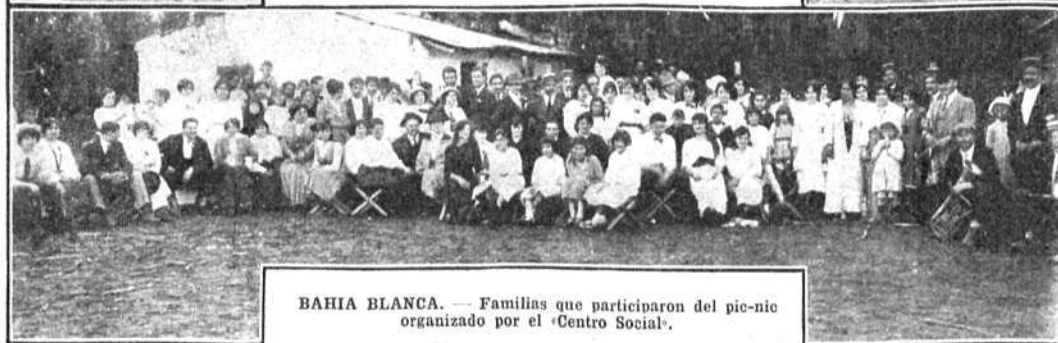 BAHIA BLANCA. — Familias que participaron del pic-nic
organizado por el «Centro Social».